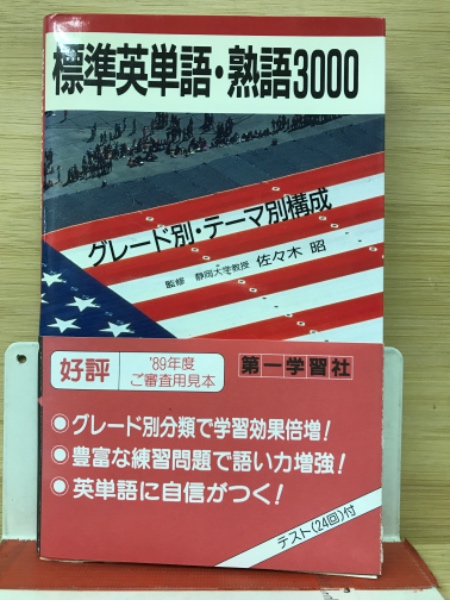 標準英単語・熟語3000
グレード別・テーマ別構成
監修 静岡大学教授 佐々木 昭
好評
'89年度
ご審査用見本
第一学習社
●グレード別分類で学習効果倍増!
●豊富な練習問題で語い力増強!
●英単語に自信がつく!
テスト(24回)付